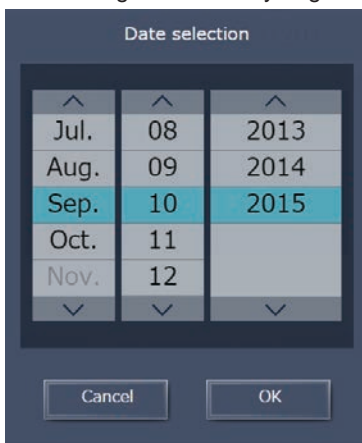 Date selection
Jul. 08 2013
Aug. 09 2014
Sep. 10 2015
Oct. 11
Nov. 12
Cancel OK